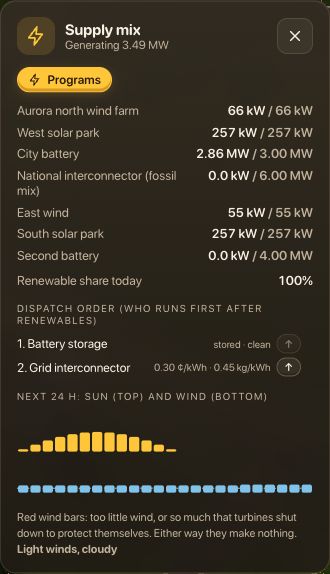 Supply mix
Generating 3.49 MW
Programs
Aurora north wind farm 66 kW / 66 kW
West solar park 257 kW / 257 kW
City battery 2.86 MW / 3.00 MW
National interconnector (fossil 0.0 kW / 6.00 MW
mix)
East wind 55 kW / 55 kW
South solar park 257 kW / 257 kW
Second battery 0.0 kW / 4.00 MW
Renewable share today 100%
DISPATCH ORDER (WHO RUNS FIRST AFTER
RENEWABLES)
1. Battery storage stored · clean ↑
2. Grid interconnector 0.30 ¢/kWh · 0.45 kg/kWh ↑
NEXT 24 H: SUN (TOP) AND WIND (BOTTOM)
Red wind bars: too little wind, or so much that turbines shut
down to protect themselves. Either way they make nothing.
Light winds, cloudy